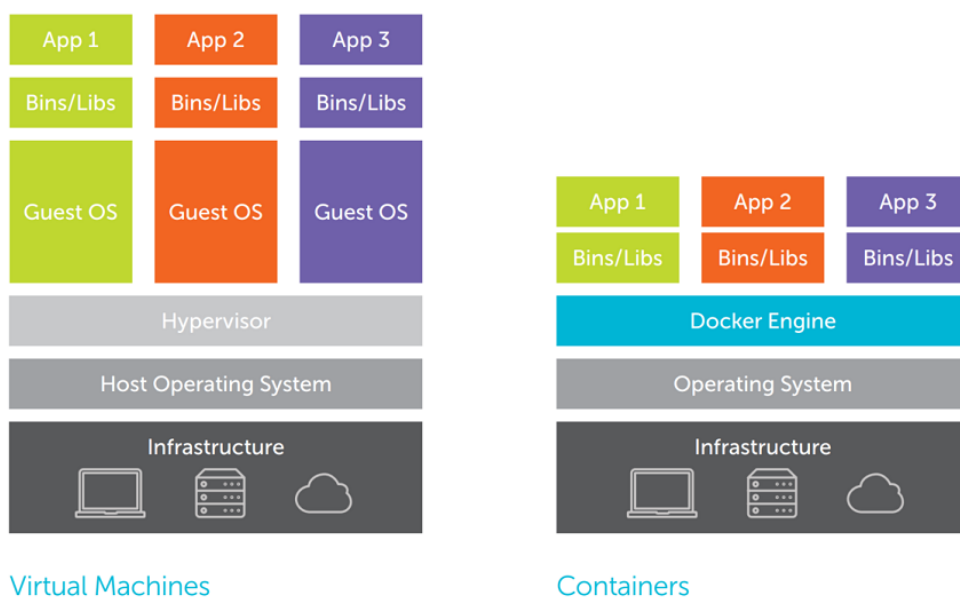 App 1
App 2
App 3
Bins/Libs
Bins/Libs
Bins/Libs
Guest OS
Guest OS
Guest OS
Hypervisor
Host Operating System
Infrastructure
Virtual Machines
App 1
App 2
App 3
Bins/Libs
Bins/Libs
Bins/Libs
Docker Engine
Operating System
Infrastructure
Containers